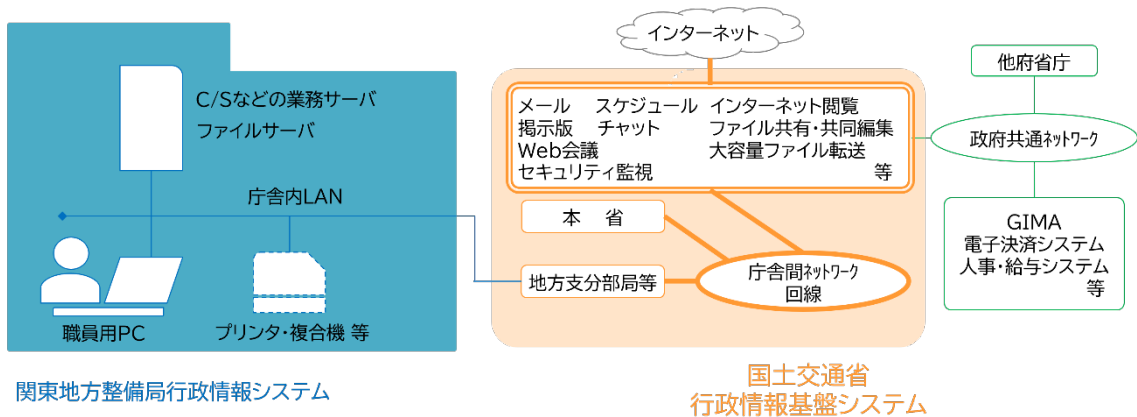 C/Sなどの業務サーバ
ファイルサーバ
庁舎内LAN
職員用PC
プリンタ・複合機 等
関東地方整備局行政情報システム
インターネット
メール スケジュール インターネット閲覧
掲示版 チャット ファイル共有・共同編集
Web会議 大容量ファイル転送
セキュリティ監視 等
本 省
地方支分部局等
庁舎間ネットワーク
回線
国土交通省
行政情報基盤システム
他府省庁
政府共通ネットワーク
GIMA
電子決済システム
人事・給与システム
等